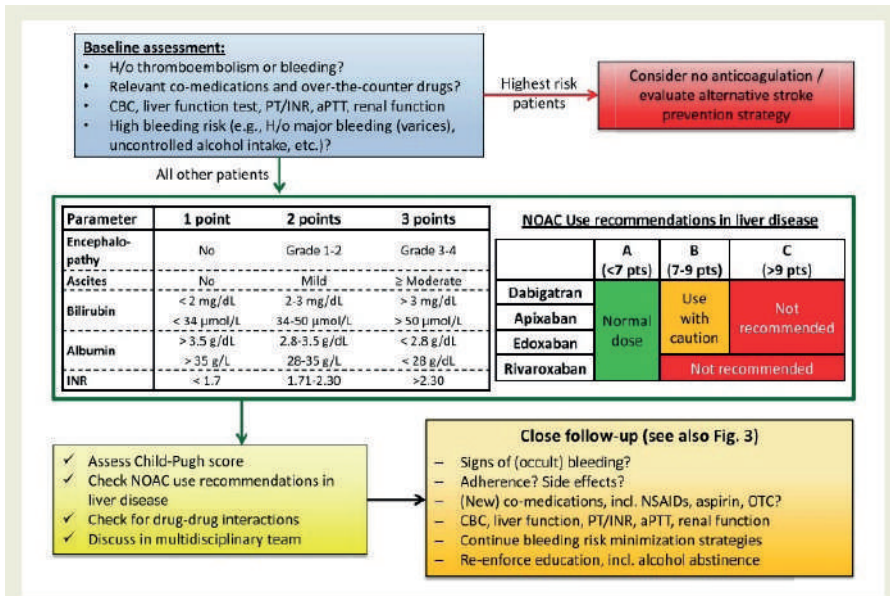 Baseline assessment:
• H/o thromboembolism or bleeding?
• Relevant co-medications and over-the-counter drugs?
• CBC, liver function test, PT/INR, aPTT, renal function
• High bleeding risk (e.g., H/o major bleeding (varices),
uncontrolled alcohol intake, etc.)?
Highest risk
patients
Consider no anticoagulation /
evaluate alternative stroke
prevention strategy
All other patients
Parameter 1 point 2 points 3 points
Encephalo-
pathy No Grade 1-2 Grade 3-4
Ascites No Mild ≥ Moderate
Bilirubin < 2 mg/dL 2-3 mg/dL > 3 mg/dL
< 34 µmol/L 34-50 µmol/L > 50 µmol/L
Albumin > 3.5 g/dL 2.8-3.5 g/dL < 2.8 g/dL
> 35 g/L 28-35 g/L < 28 g/dL
INR < 1.7 1.71-2.30 >2.30
NOAC Use recommendations in liver disease
A B C
(<7 pts) (7-9 pts) (>9 pts)
Dabigatran
Apixaban
Edoxaban
Rivaroxaban
Normal
dose
Use
with
caution
Not
recommended
Not recommended
✓ Assess Child-Pugh score
✓ Check NOAC use recommendations in
liver disease
✓ Check for drug-drug interactions
✓ Discuss in multidisciplinary team
Close follow-up (see also Fig. 3)
– Signs of (occult) bleeding?
– Adherence? Side effects?
– (New) co-medications, incl. NSAIDs, aspirin, OTC?
– CBC, liver function, PT/INR, aPTT, renal function
– Continue bleeding risk minimization strategies
– Re-enforce education, incl. alcohol abstinence